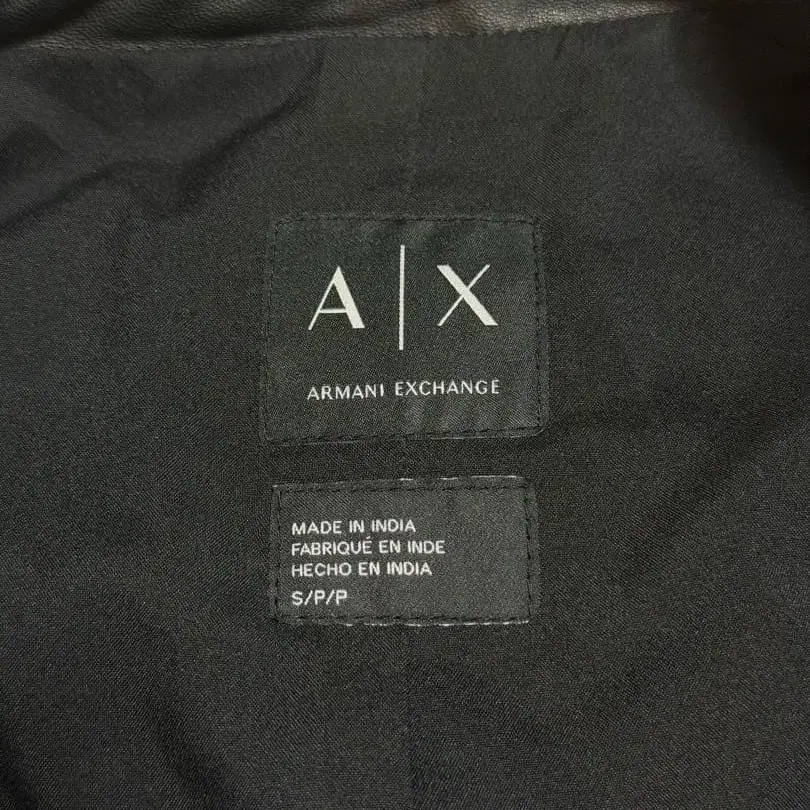 A|X
ARMANI EXCHANGE
MADE IN INDIA
FABRIQUÉ EN INDE
HECHO EN INDIA
S/P/P